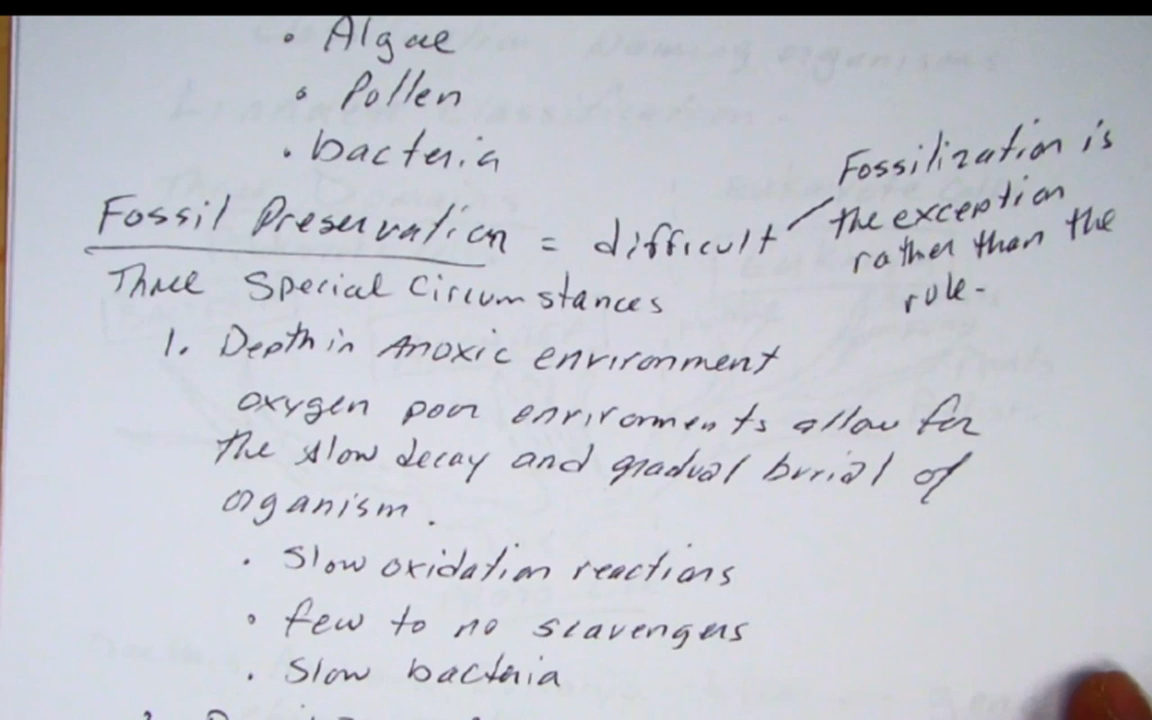 • Algae
• Pollen
• bacteria
Fossil Preservation = difficult
Fossilization is
the exception
rather than the
rule.
Three Special Circumstances
1. Depth in Anoxic environment
oxygen poor environments allow for
the slow decay and gradual burial of
organism.
• Slow oxidation reactions
• few to no scavengers
• Slow bacteria